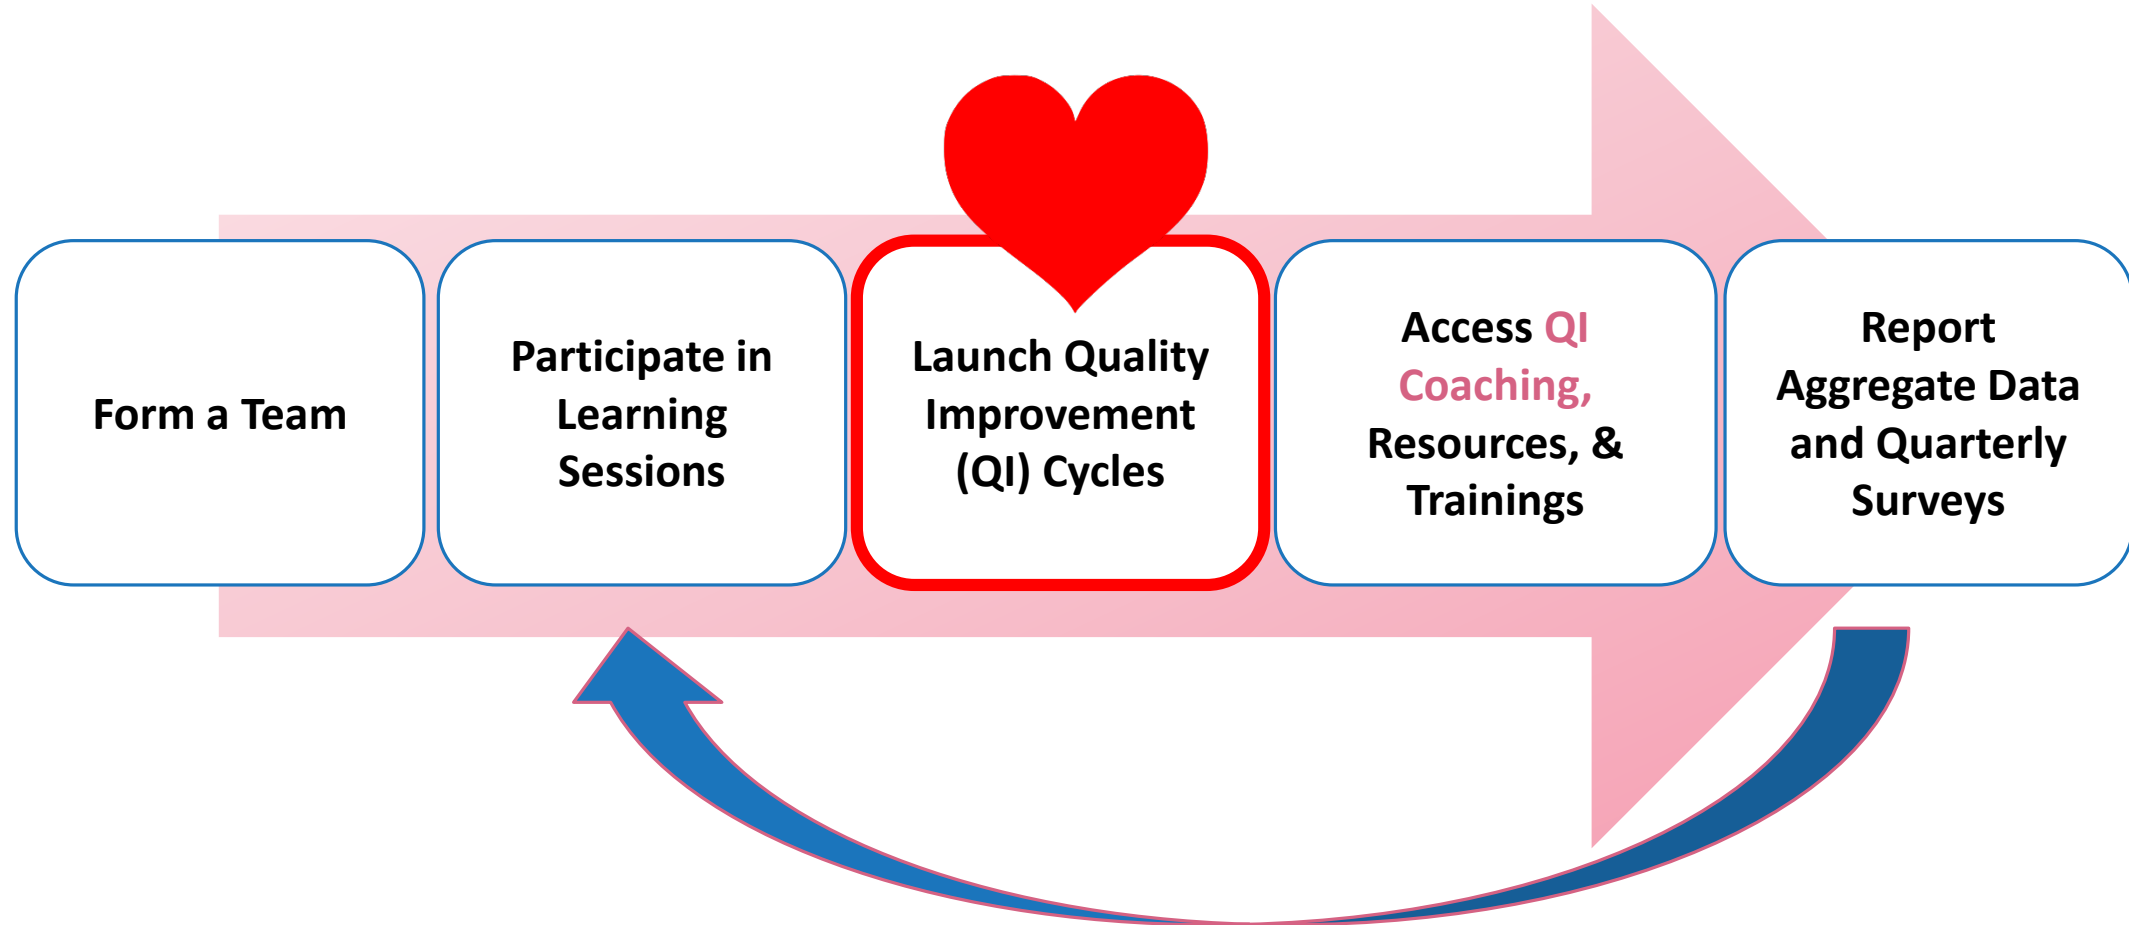 Form a Team
Participate in
Learning
Sessions
Launch Quality
Improvement
(QI) Cycles
Access QI
Coaching,
Resources, &
Trainings
Report
Aggregate Data
and Quarterly
Surveys